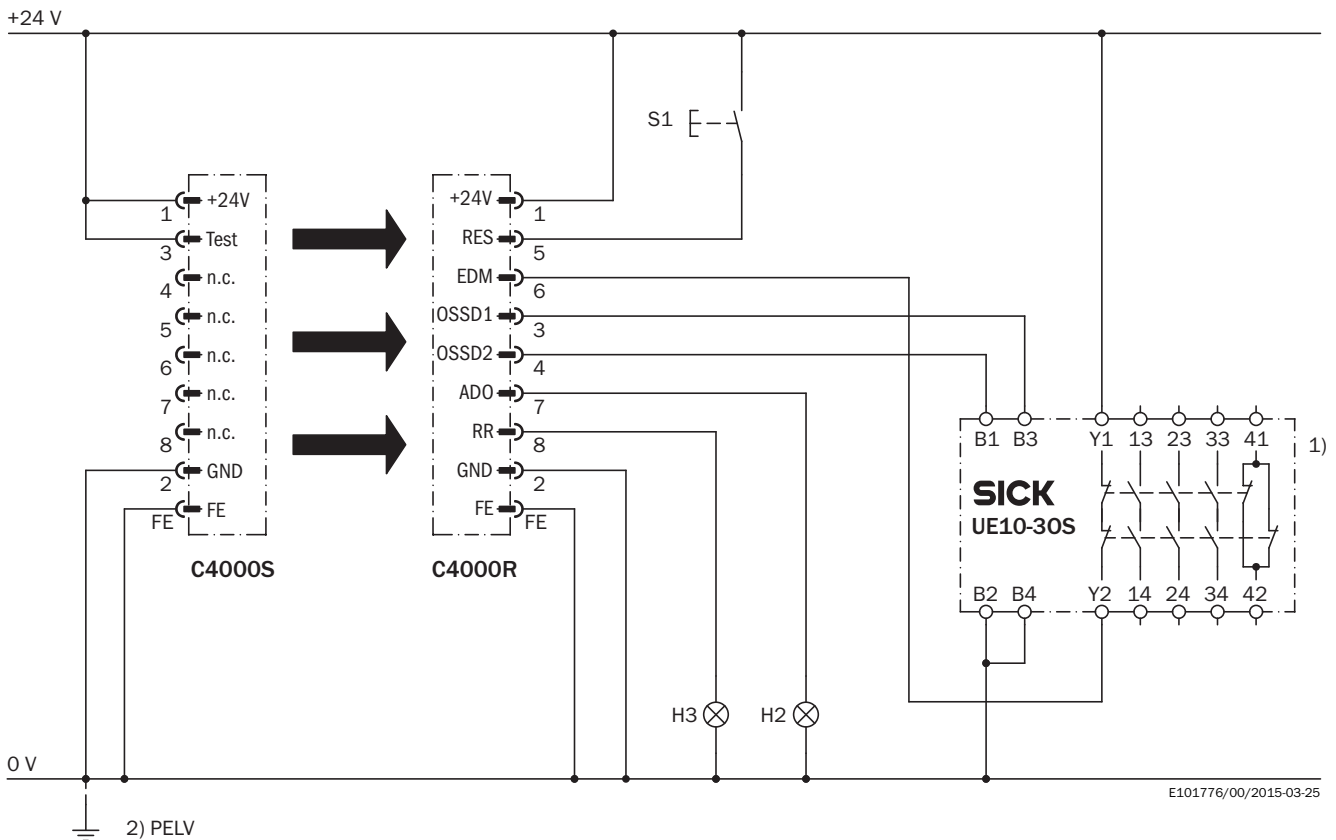 +24 V
S1
+24V
1
Test
3
n.c.
4
n.c.
5
n.c.
6
n.c.
7
n.c.
8
GND
2
FE
FE
C4000S
+24V
1
RES
5
EDM
6
OSSD1
3
OSSD2
4
ADO
7
RR
8
GND
2
FE
FE
C4000R
B1 B3 Y1 13 23 33 41
1)
SICK
UE10-3OS
B2 B4 Y2 14 24 34 42
H3
H2
0 V
E101776/00/2015-03-25
2) PELV